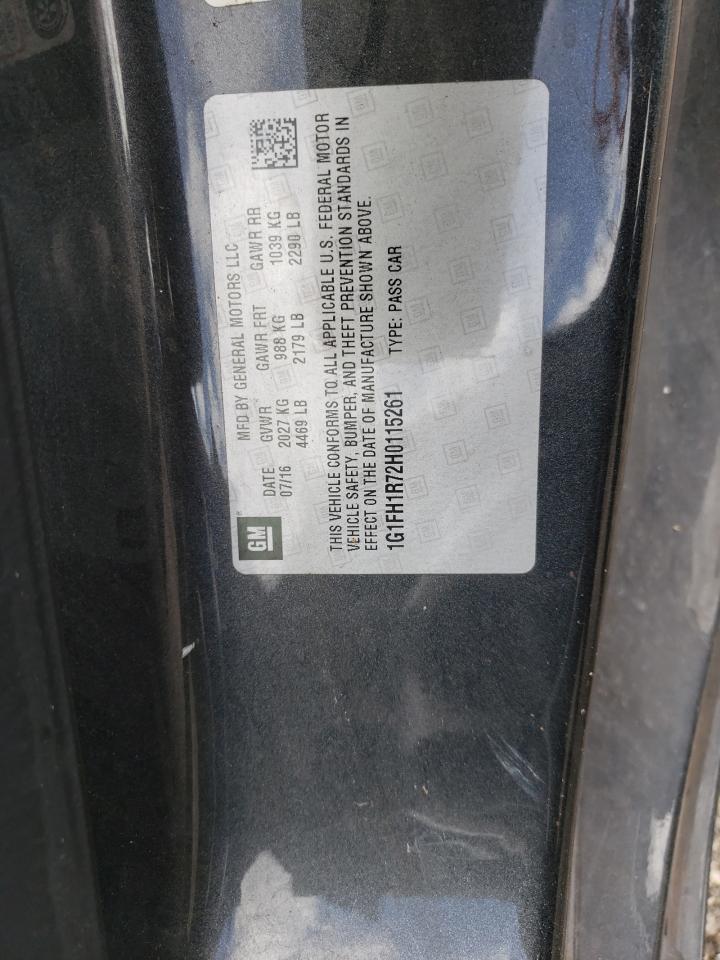 MFD BY GENERAL MOTORS LLC
DATE GVWR GAWR FRT GAWR RR
07/16 2027 KG 988 KG 1039 KG
4469 LB 2179 LB 2290 LB
GM
THIS VEHICLE CONFORMS TO ALL APPLICABLE U.S. FEDERAL MOTOR
VEHICLE SAFETY, BUMPER, AND THEFT PREVENTION STANDARDS IN
EFFECT ON THE DATE OF MANUFACTURE SHOWN ABOVE.
1G1FH1R72H0115261 TYPE: PASS CAR